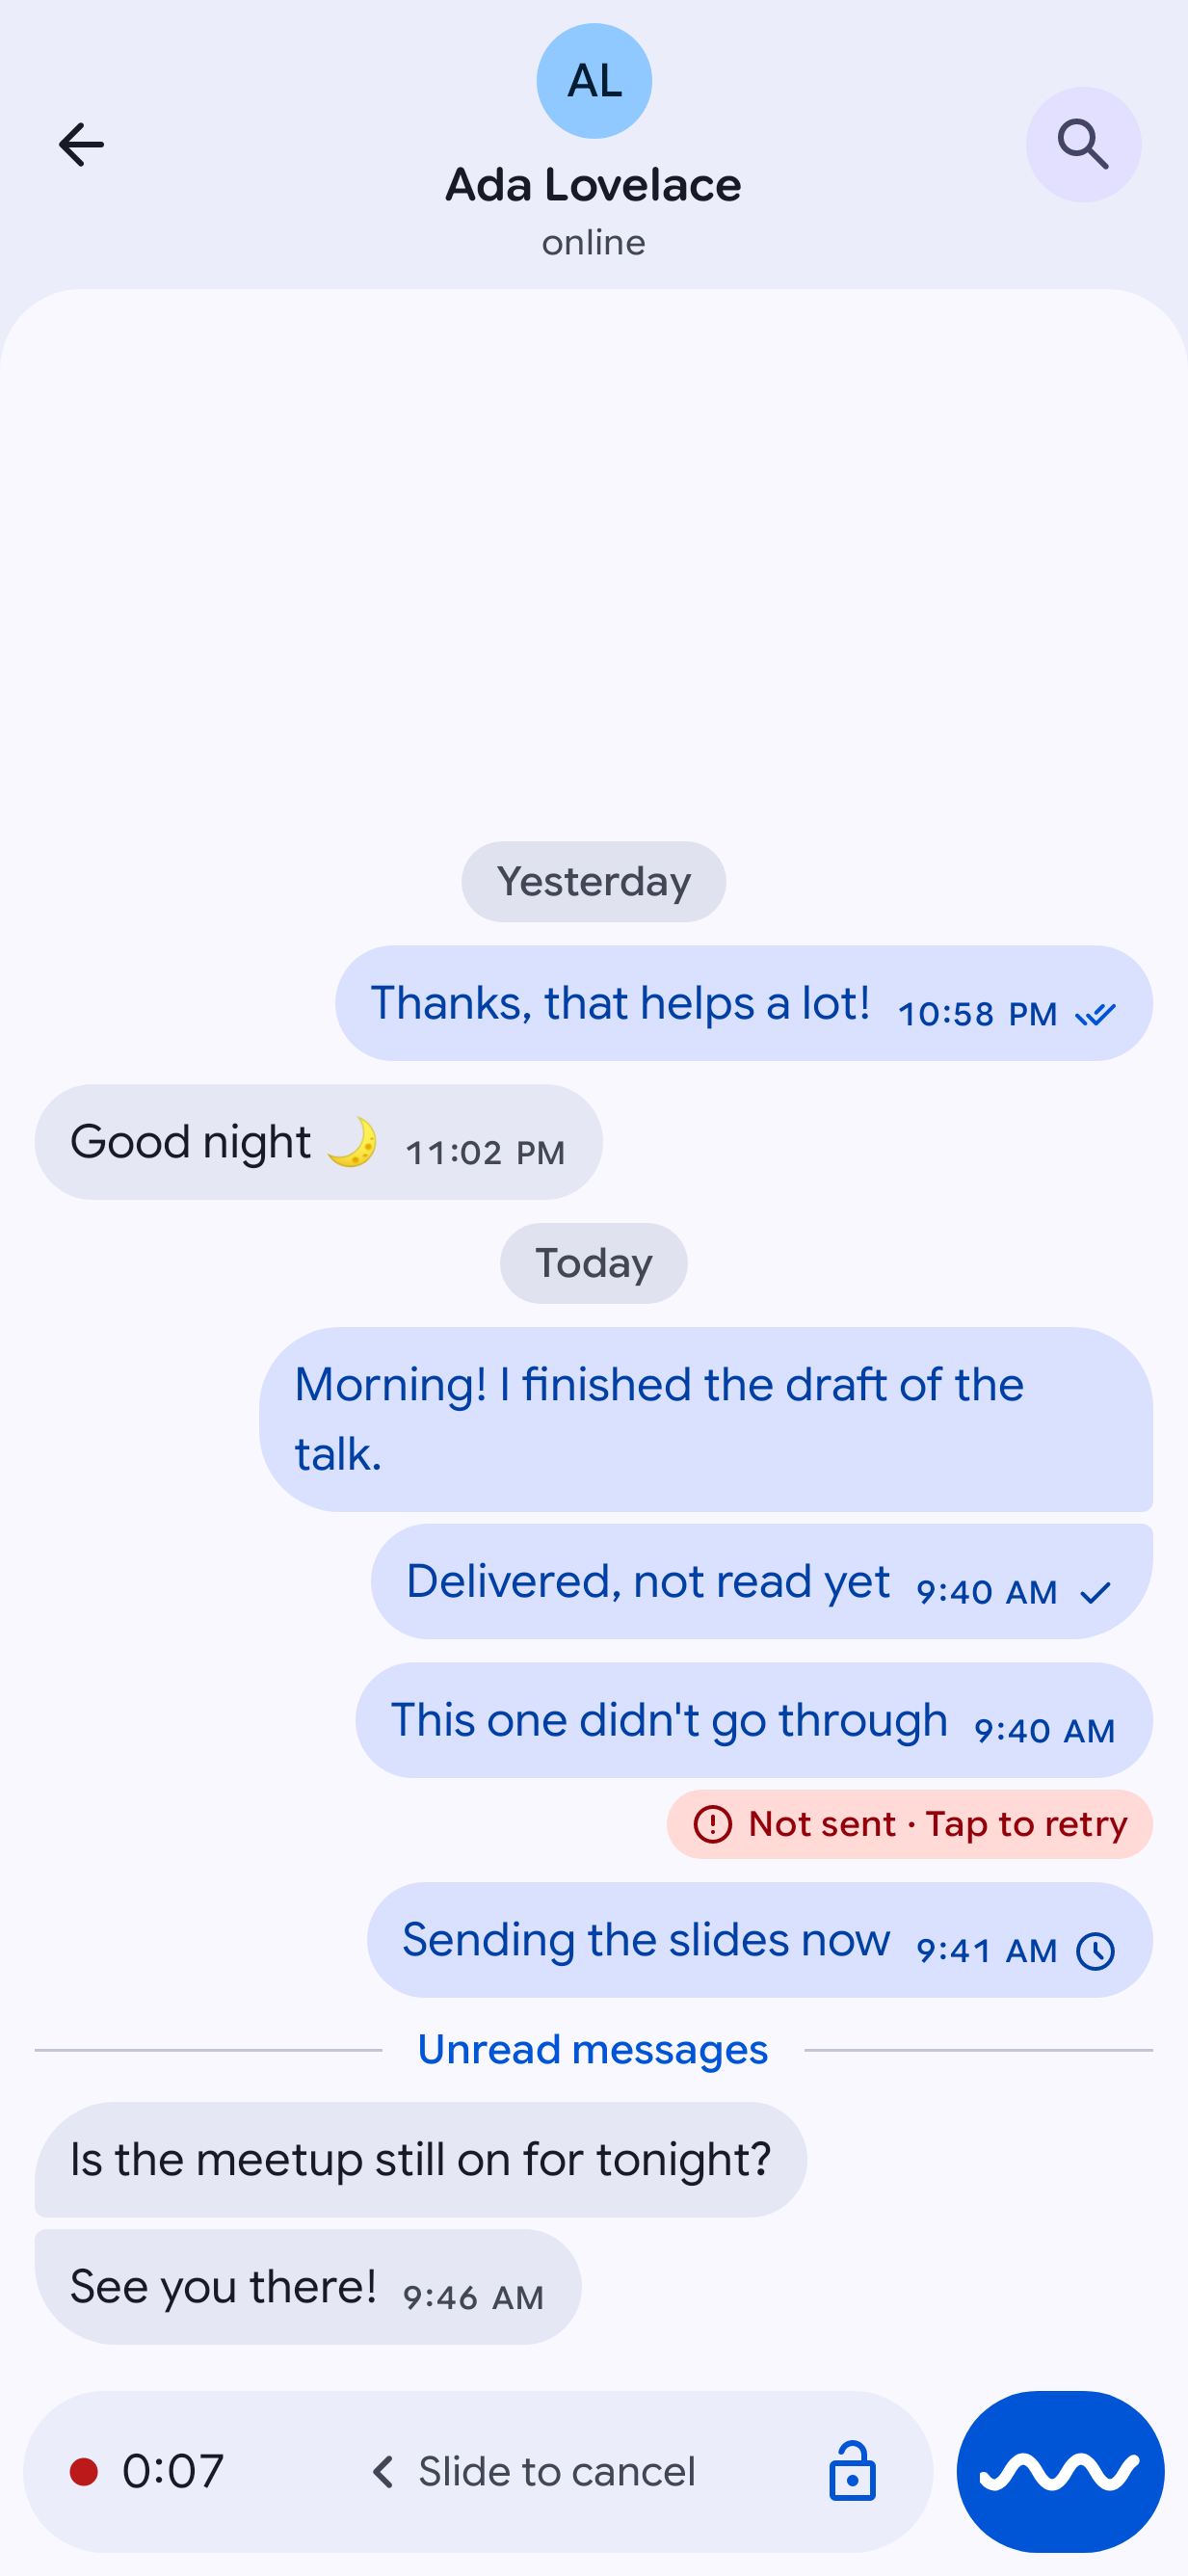 AL
Ada Lovelace
online
Yesterday
Thanks, that helps a lot! 10:58 PM
Good night 🌙 11:02 PM
Today
Morning! I finished the draft of the
talk.
Delivered, not read yet 9:40 AM
This one didn't go through 9:40 AM
Not sent · Tap to retry
Sending the slides now 9:41 AM
Unread messages
Is the meetup still on for tonight?
See you there! 9:46 AM
0:07 Slide to cancel